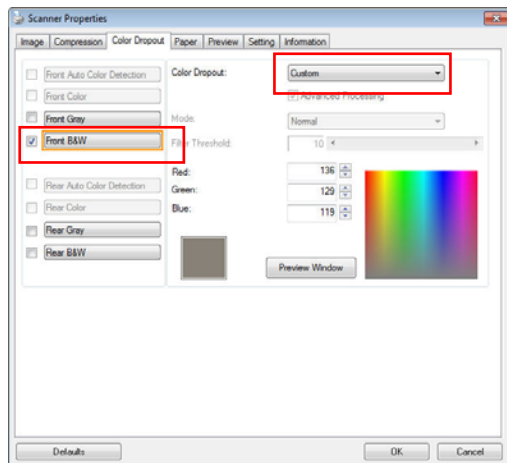 Scanner Properties
Image Compression Color Dropout Paper Preview Setting Information
Front Auto Color Detection
Front Color
Front Gray
Front B&W
Rear Auto Color Detection
Rear Color
Rear Gray
Rear B&W
Color Dropout: Custom
Advanced Processing
Mode: Normal
Filter Threshold: 10
Red: 136
Green: 129
Blue: 119
Preview Window
Defaults OK Cancel